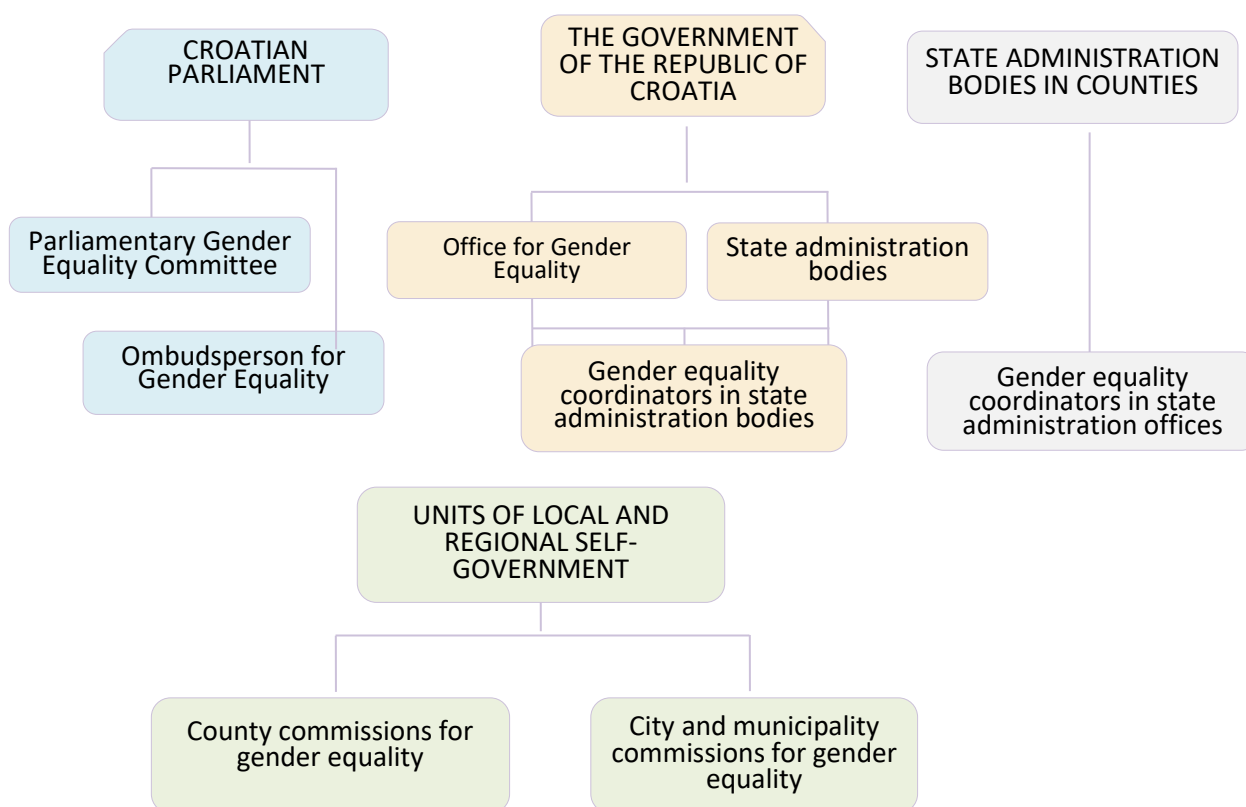 CROATIAN
PARLIAMENT
THE GOVERNMENT
OF THE REPUBLIC OF
CROATIA
STATE ADMINISTRATION
BODIES IN COUNTIES
Parliamentary Gender
Equality Committee
Office for Gender
Equality
State administration
bodies
Ombudsperson for
Gender Equality
Gender equality
coordinators in state
administration bodies
Gender equality
coordinators in state
administration offices
UNITS OF LOCAL AND
REGIONAL SELF-
GOVERNMENT
County commissions for
gender equality
City and municipality
commissions for gender
equality